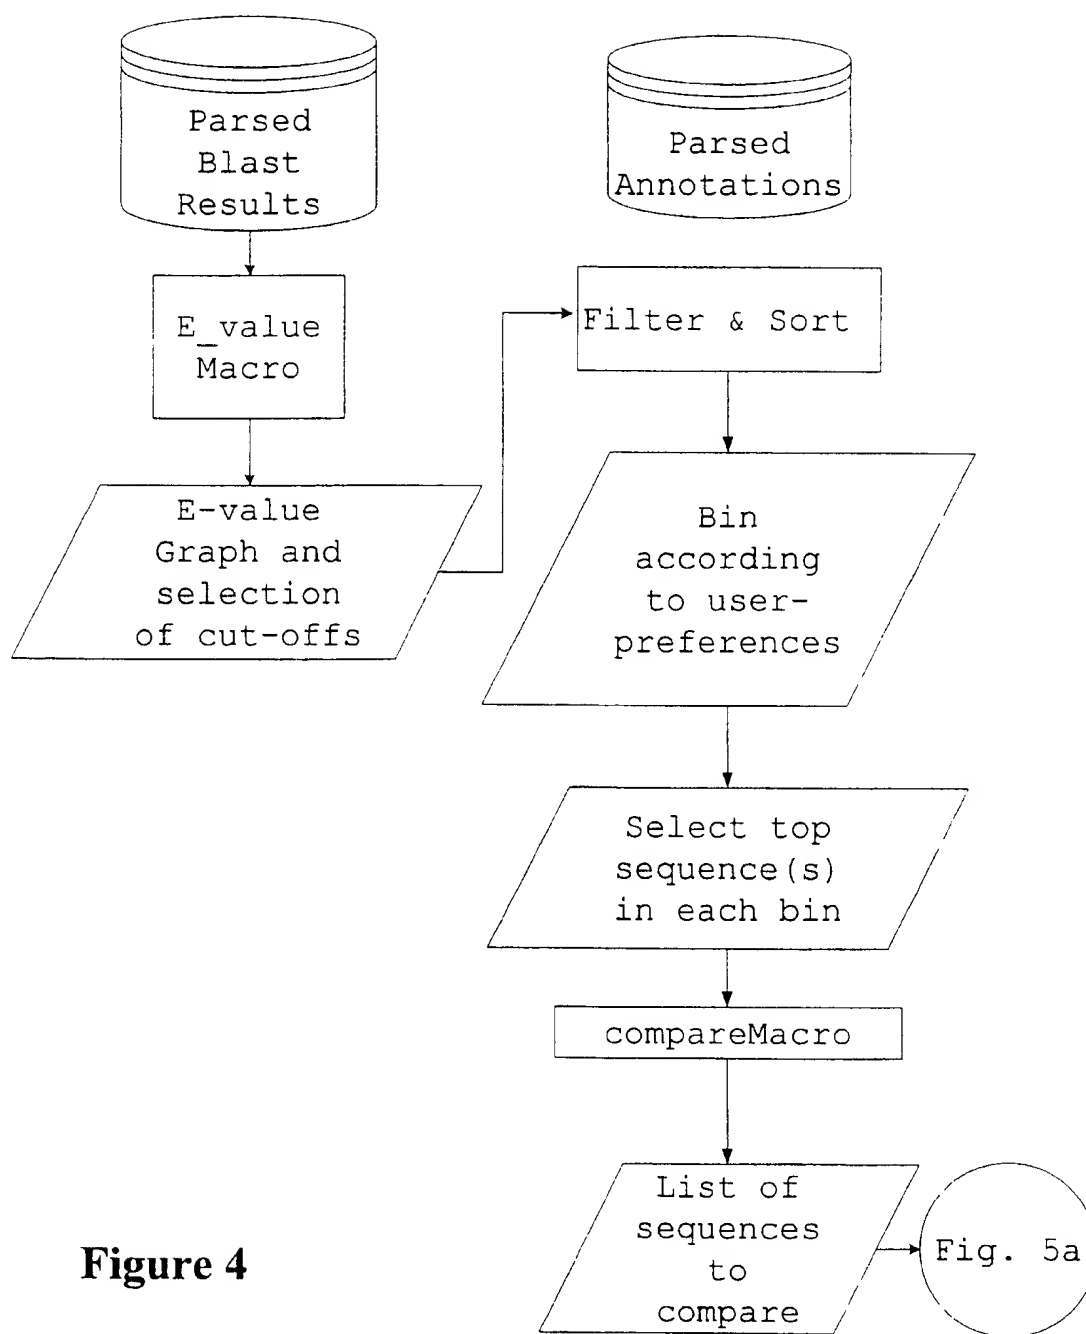 Parsed
Blast
Results
Parsed
Annotations
E_value
Macro
Filter & Sort
E-value
Graph and
selection
of cut-offs
Bin
according
to user-
preferences
Select top
sequence(s)
in each bin
compareMacro
List of
sequences
to
compare
Fig. 5a
Figure 4